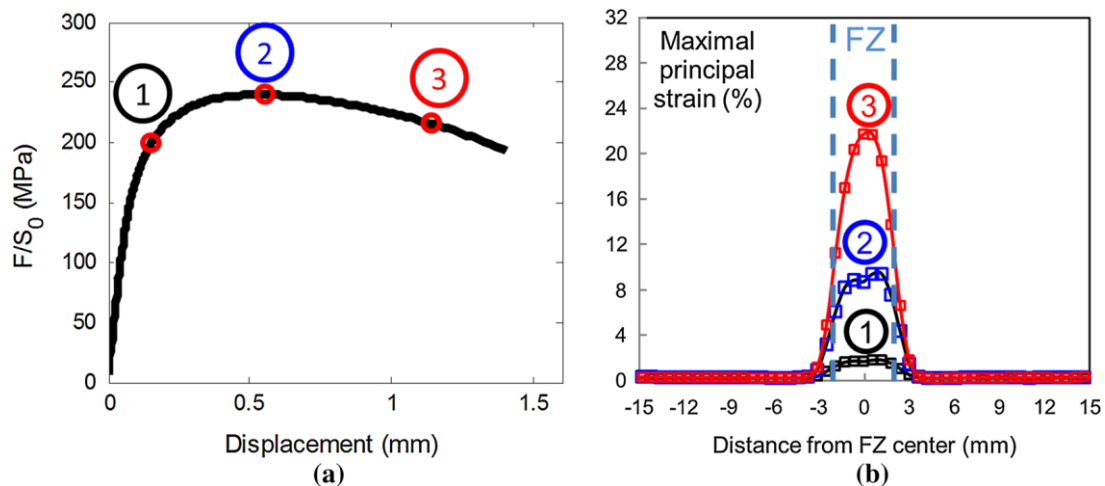 300
250
200
150
100
50
0
F/S0 (MPa)
1
2
3
0
0.5
1
1.5
Displacement (mm)
(a)
32
28
24
20
16
12
8
4
0
Maximal
principal
strain (%)
FZ
3
2
1
-15 -12 -9 -6 -3 0 3 6 9 12 15
Distance from FZ center (mm)
(b)